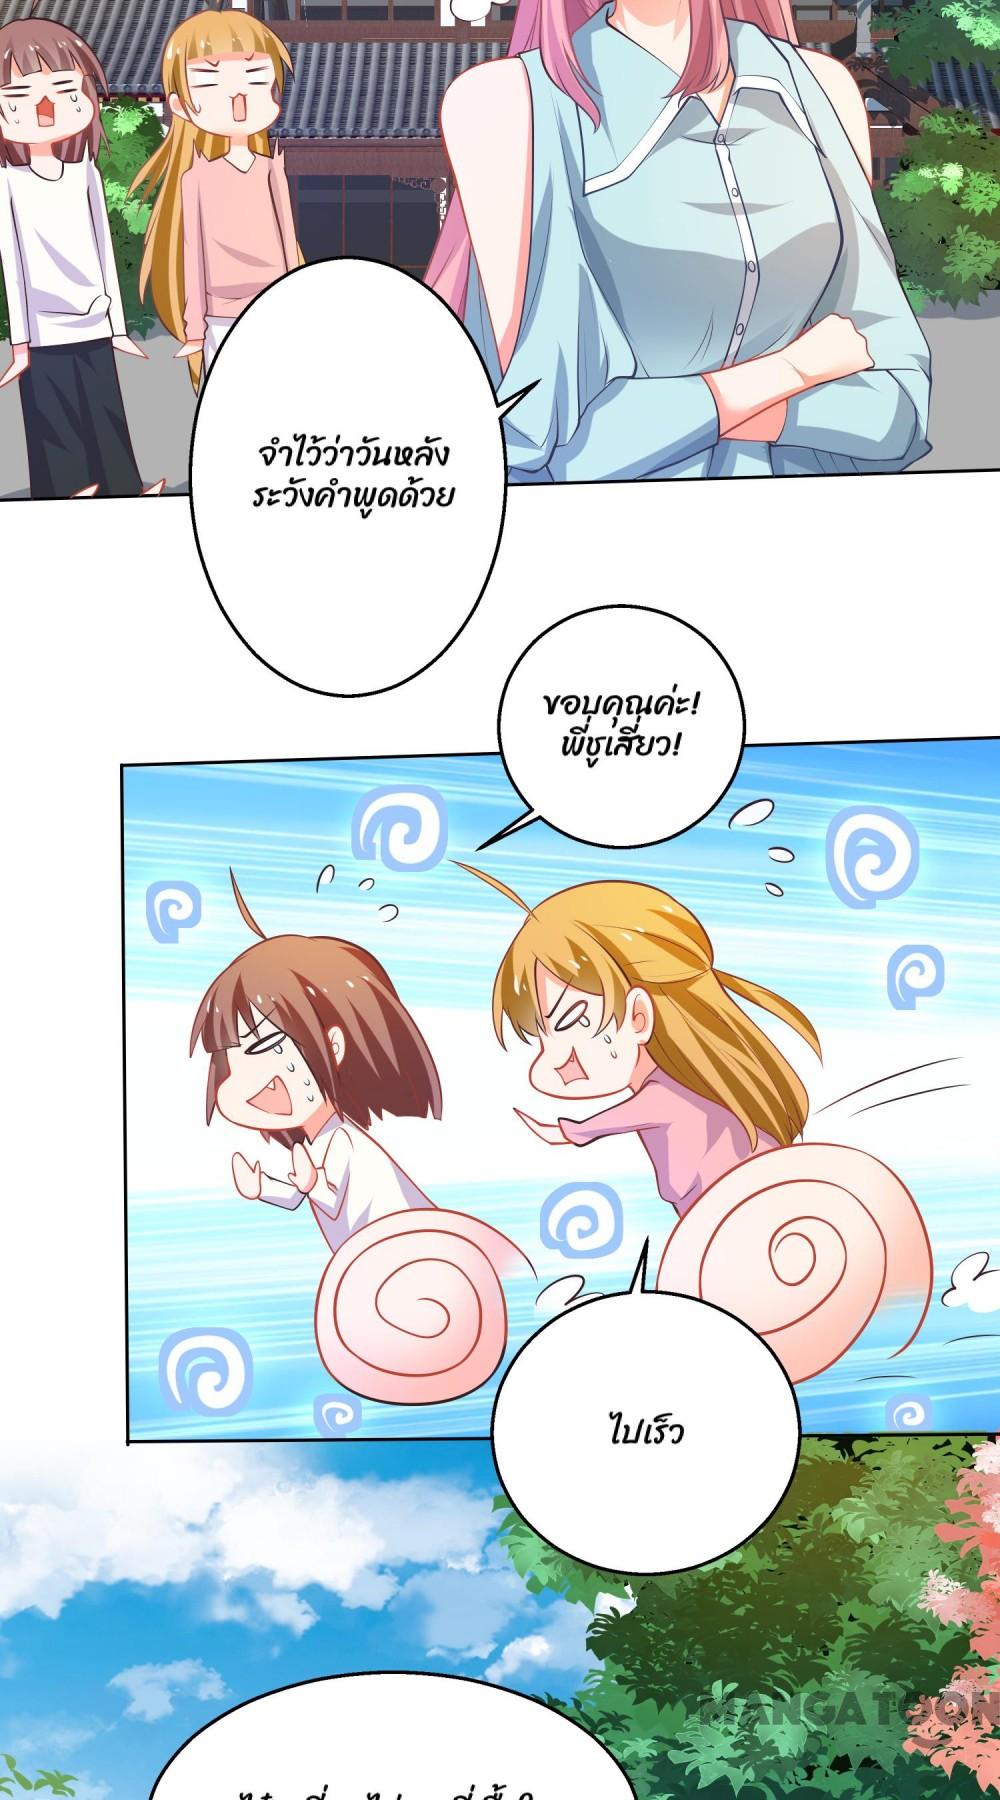 จำไว้ว่าวันหลัง
ระวังคำพูดด้วย
ขอบคุณค่ะ!
พี่ชูเสี่ยว!
ไปเร็ว
MANGATOON